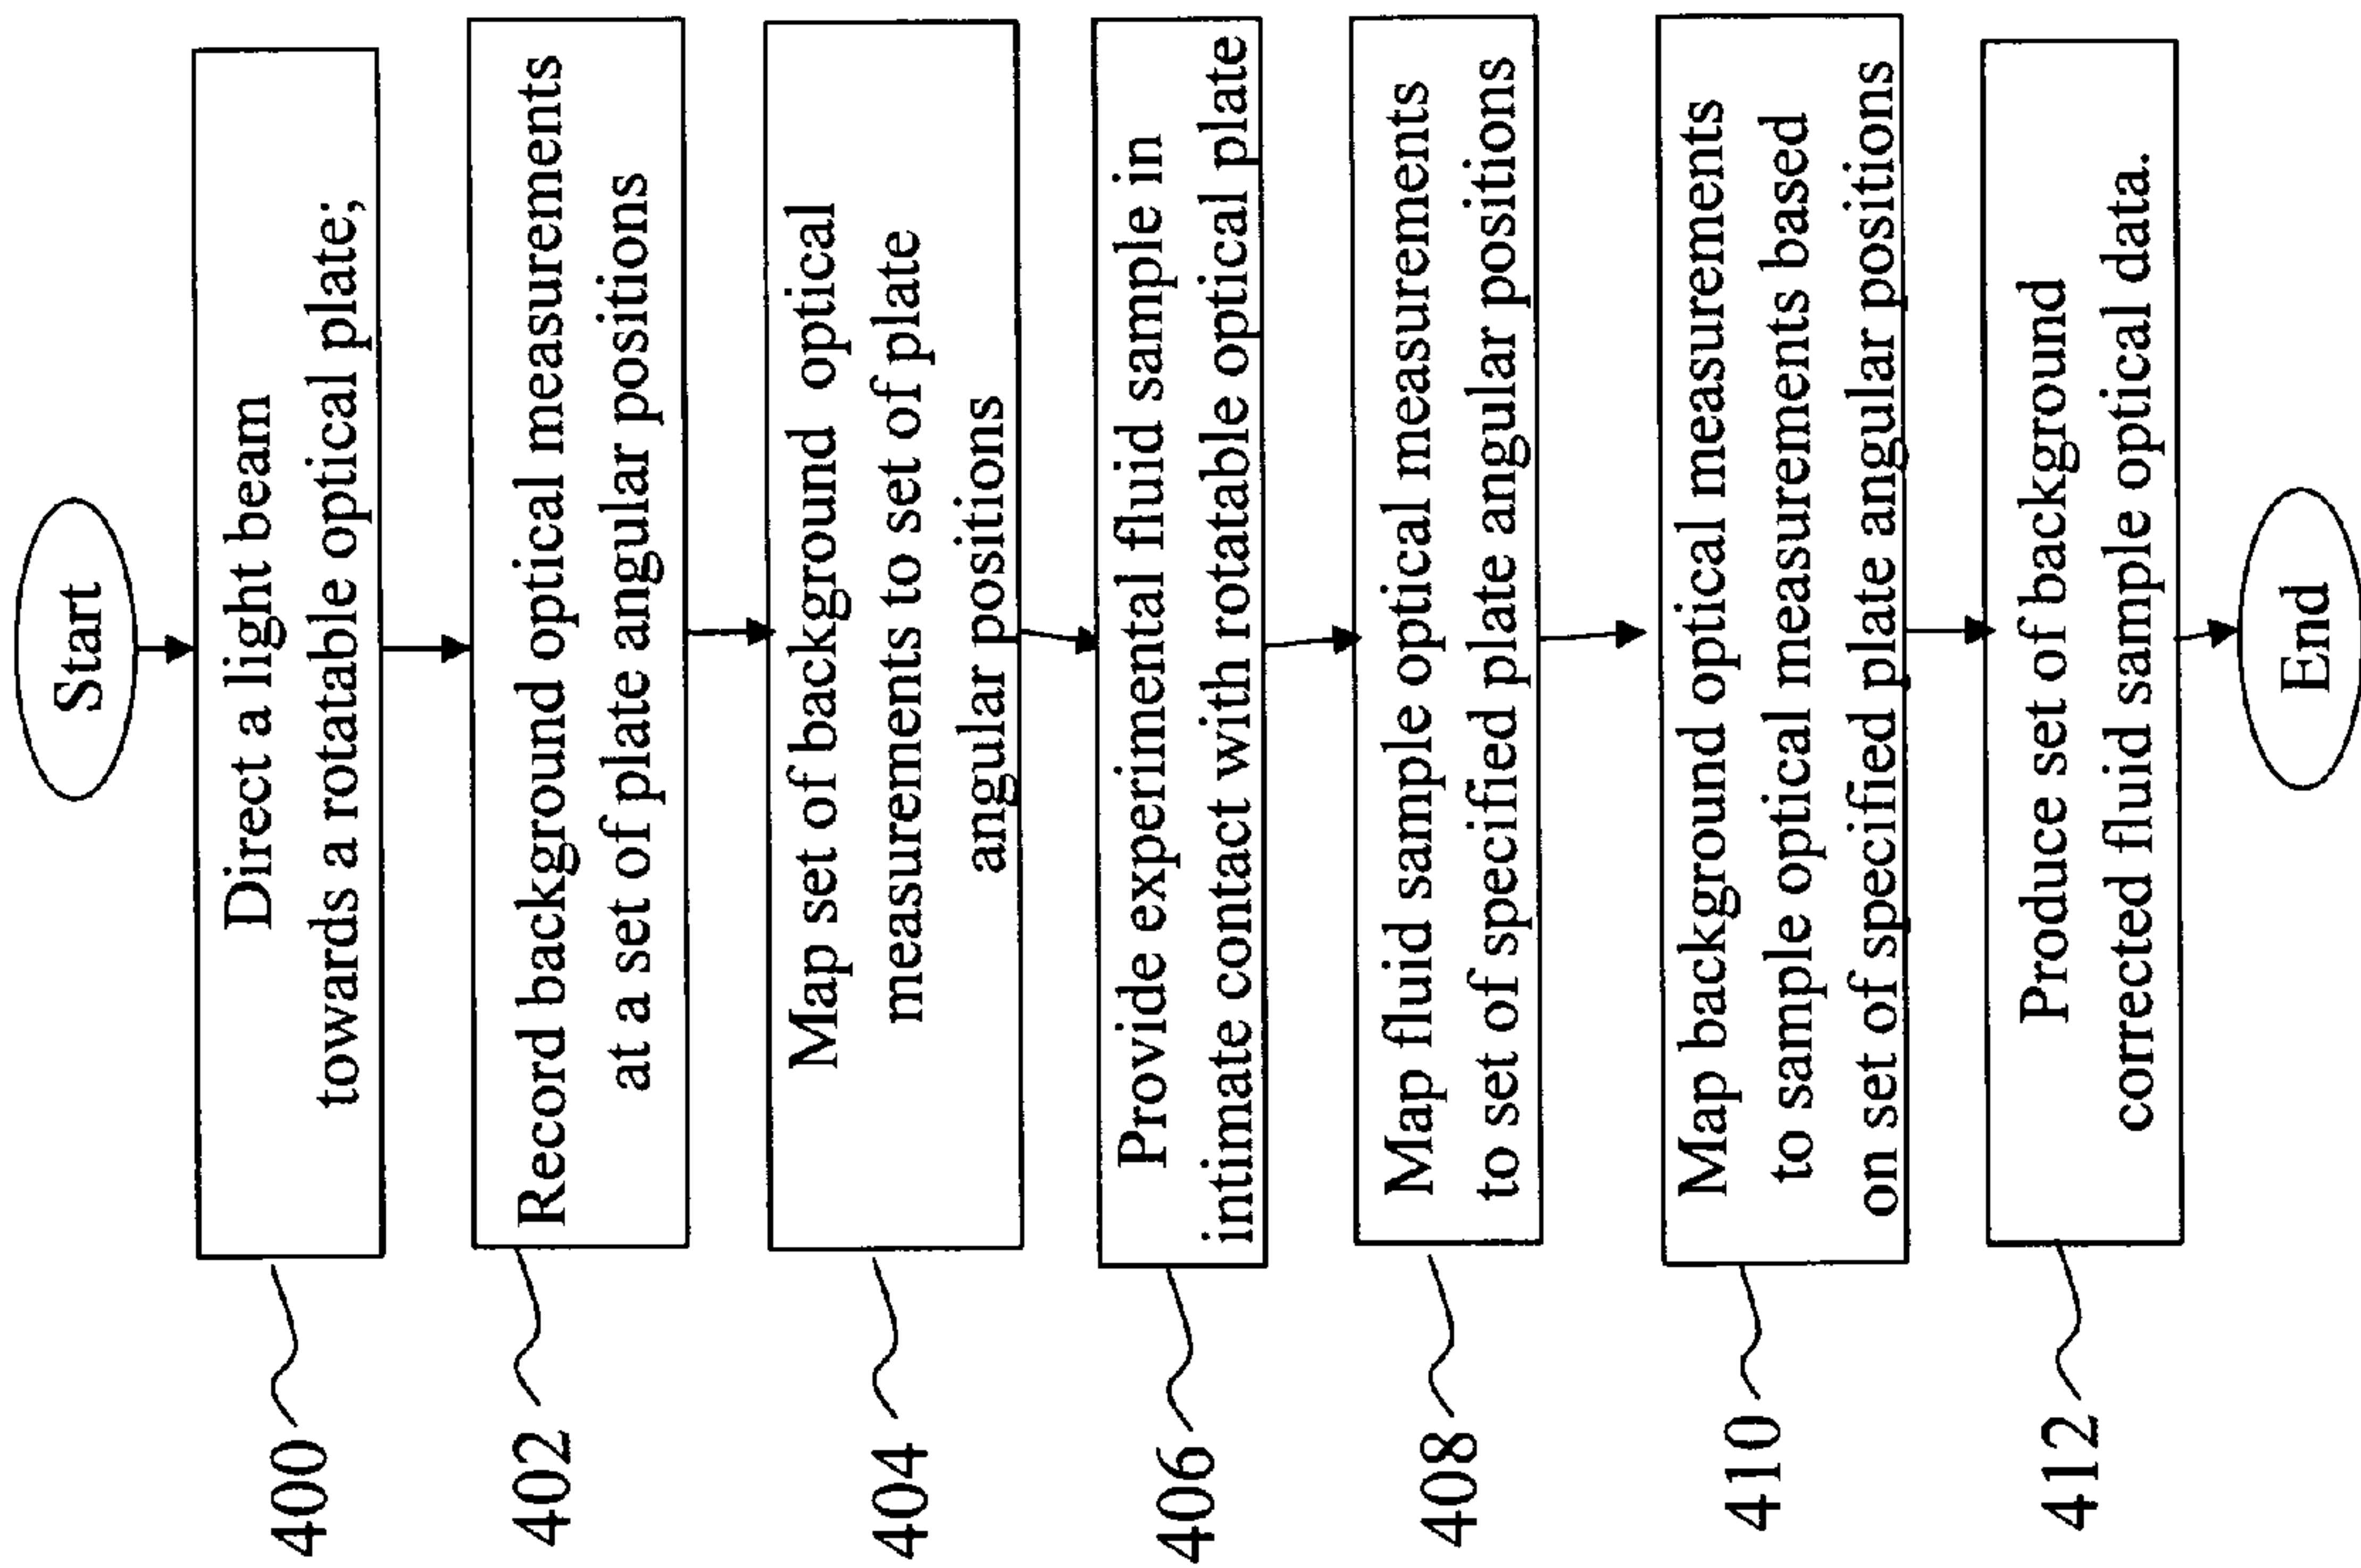 Start
400
Direct a light beam
towards a rotatable optical plate;
402
Record background optical measurements
at a set of plate angular positions
404
Map set of background optical
measurements to set of plate
angular positions
406
Provide experimental fluid sample in
intimate contact with rotatable optical plate
408
Map fluid sample optical measurements
to set of specified plate angular positions
410
Map background optical measurements
to sample optical measurements based
on set of specified plate angular positions
412
Produce set of background
corrected fluid sample optical data.
End